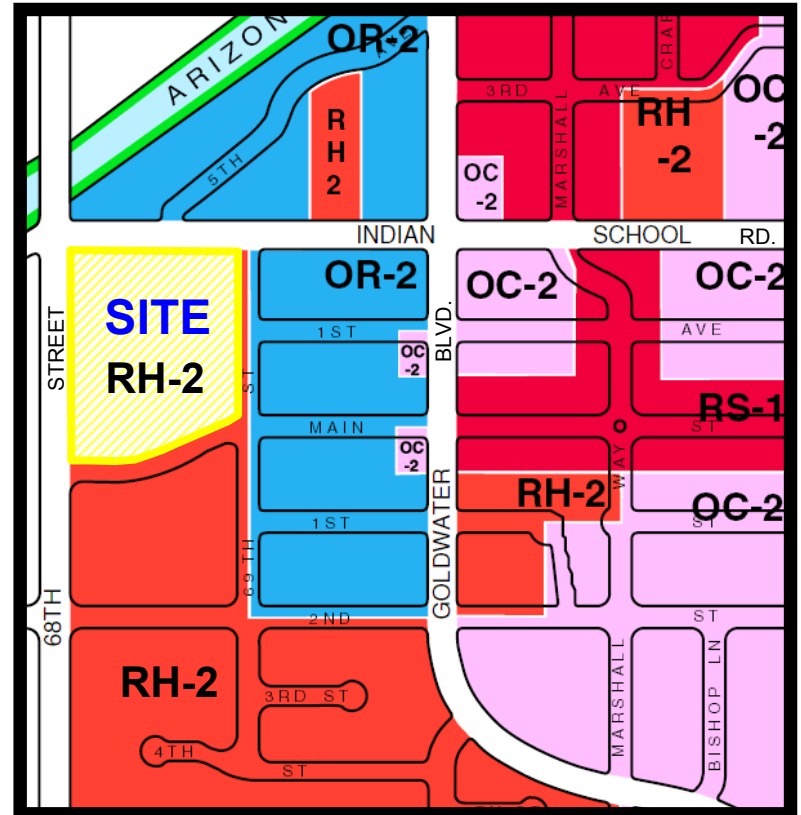 ARIZON
OR-2
AVE
CRAF
3RD AVE
OC
-2
RH
-2
R
H
2
MARSHALL
5TH
OC
-2
INDIAN SCHOOL RD.
OR-2
OC-2
OC-2
SITE
RH-2
STREET
1ST
BLVD.
AVE
OC
-2
ST
RS-1
MAIN
ST
O
WAY
OC
-2
RH-2
OC-2
GOLDWATER
1ST
ST
69TH
68TH
2ND
ST
RH-2
3RD ST
MARSHALL
BISHOP LN
4TH
ST